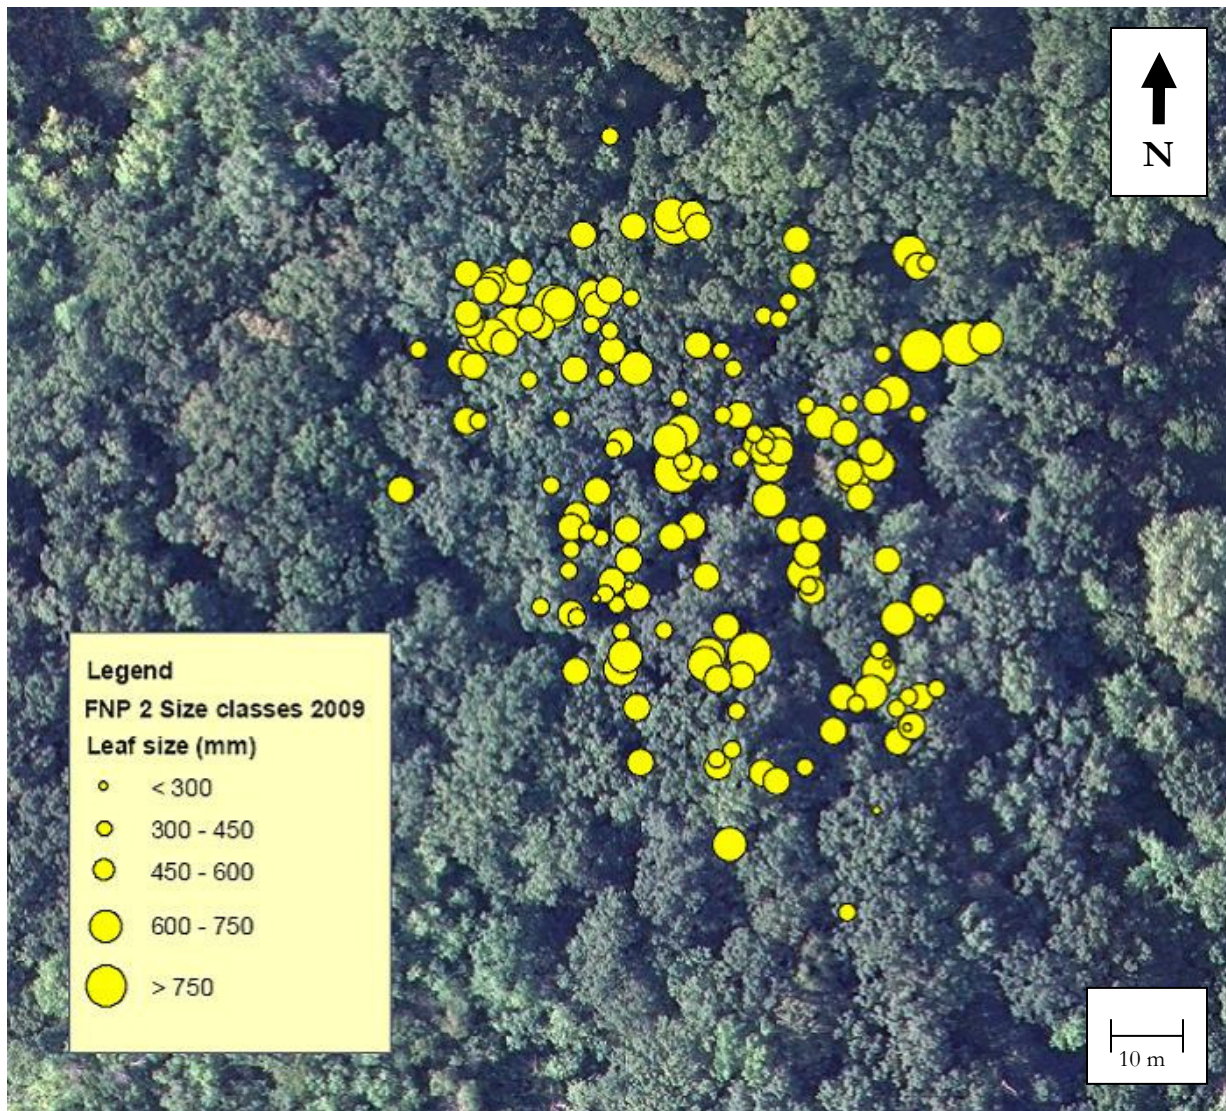 N
Legend
FNP 2 Size classes 2009
Leaf size (mm)
< 300
300 - 450
450 - 600
600 - 750
> 750
10 m